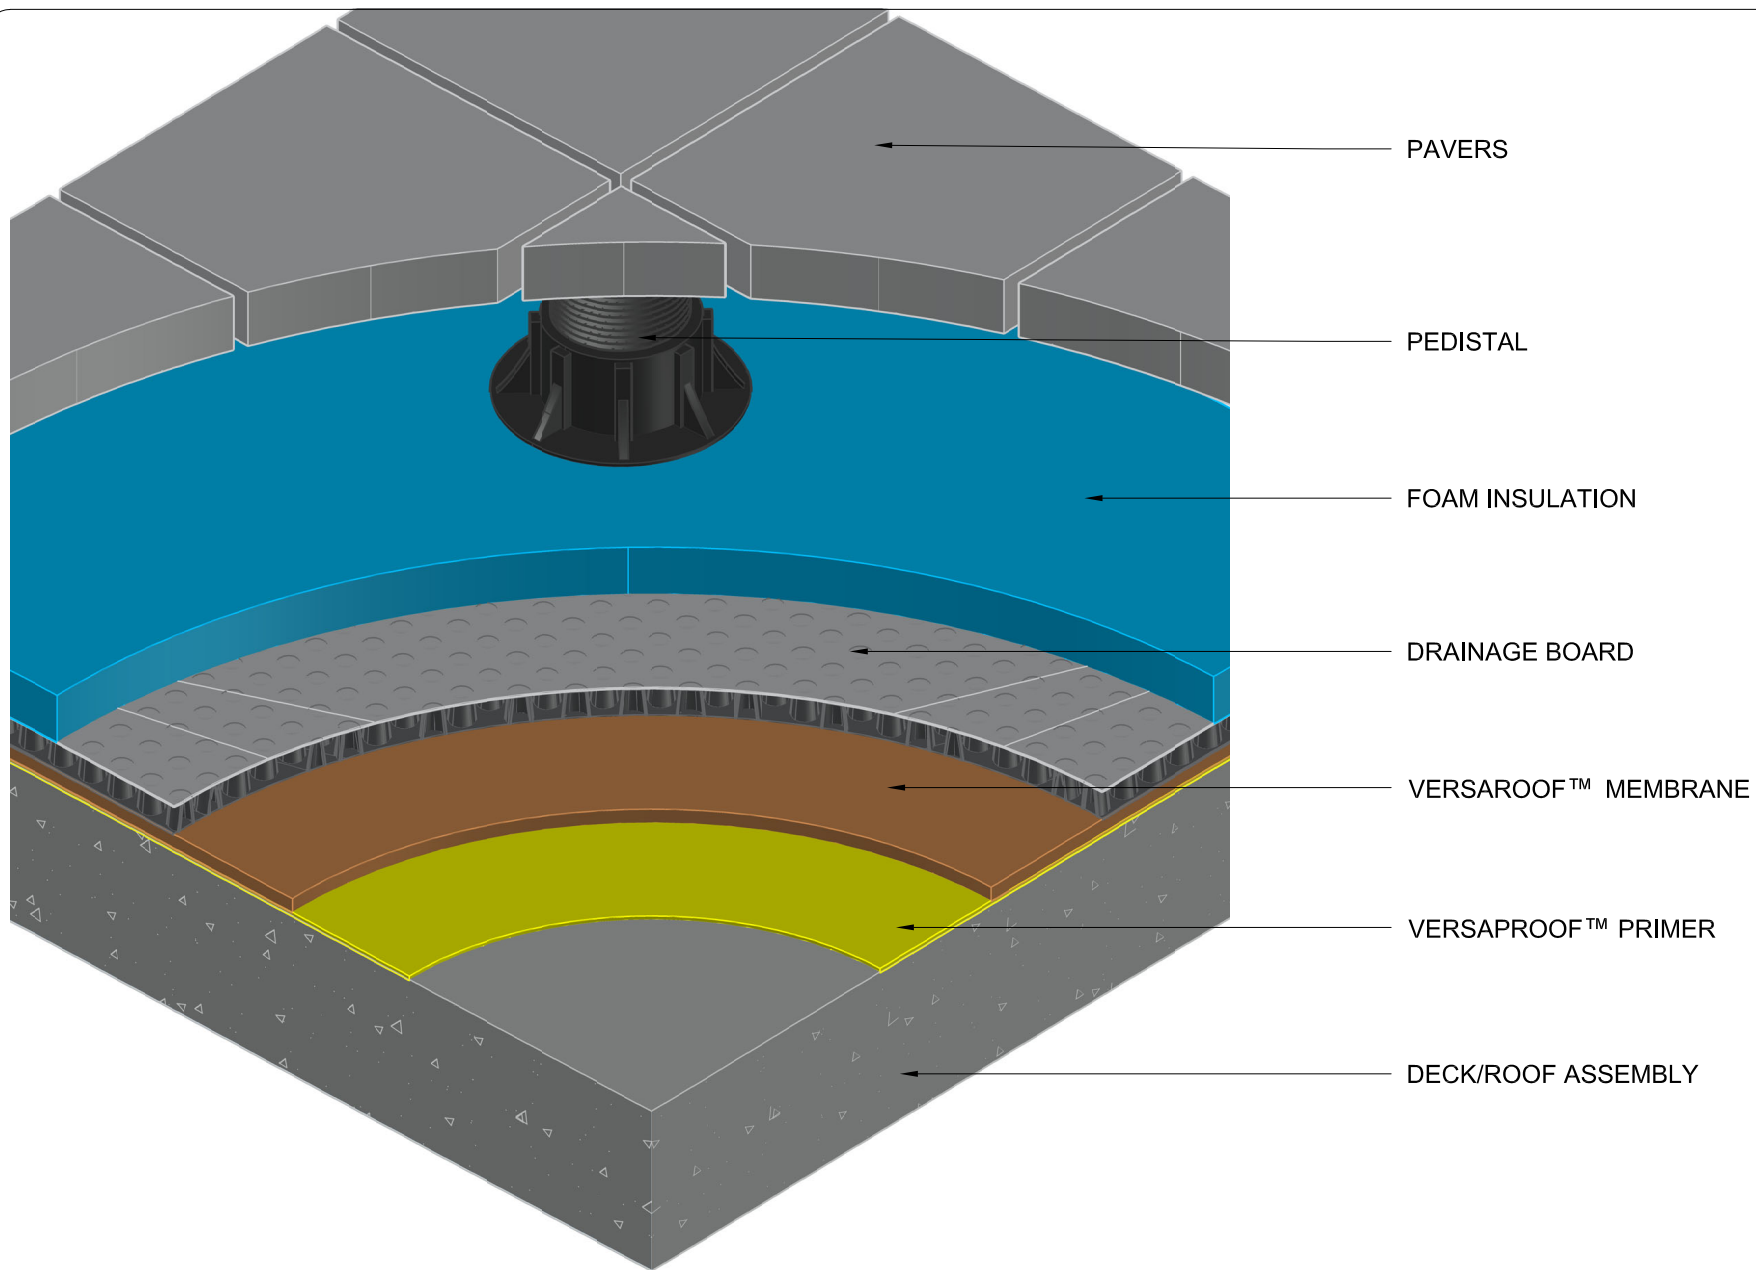 PAVERS
PEDISTAL
FOAM INSULATION
DRAINAGE BOARD
VERSAROOF™ MEMBRANE
VERSAPROOF™ PRIMER
DECK/ROOF ASSEMBLY